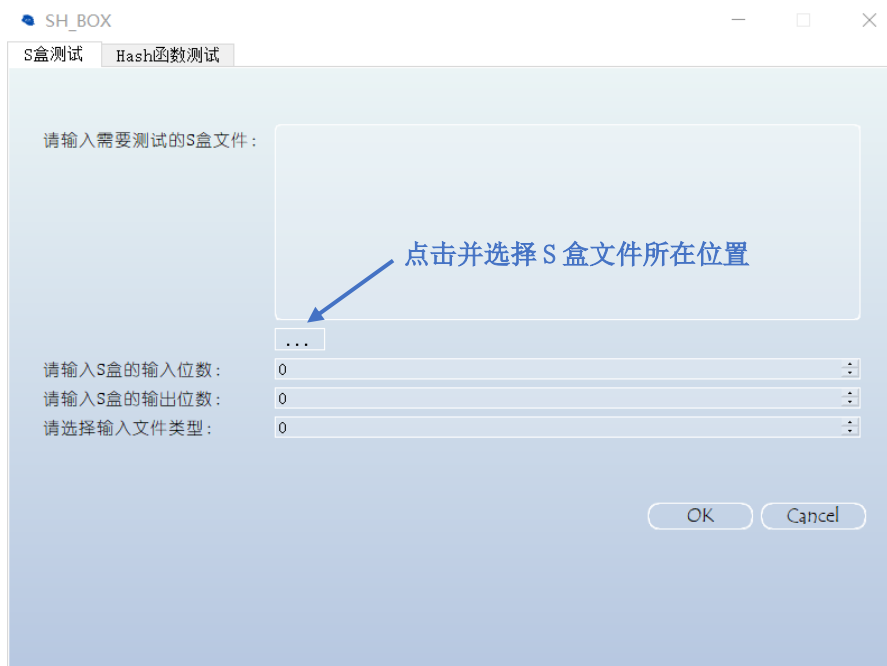 SH_BOX
S盒测试 Hash函数测试
请输入需要测试的S盒文件:
点击并选择 S 盒文件所在位置
...
请输入S盒的输入位数: 0
请输入S盒的输出位数: 0
请选择输入文件类型: 0
OK Cancel